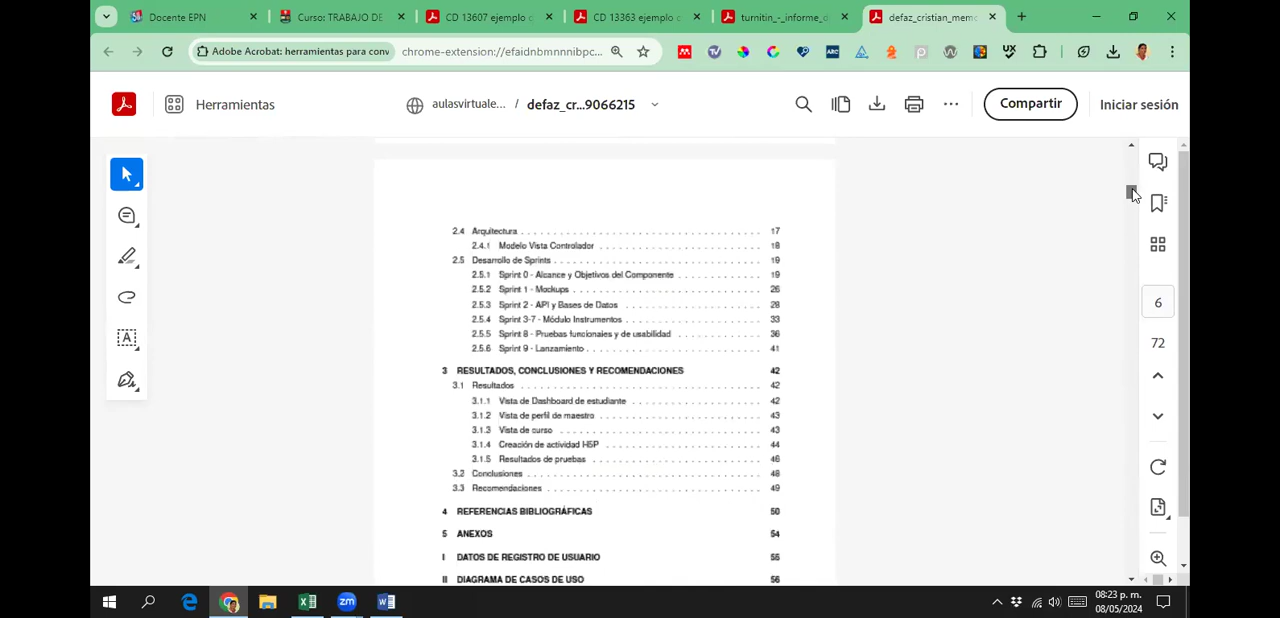 Docente EPN
Curso: TRABAJO DE
CD 13607 ejemplo c
CD 13363 ejemplo c
turnitin_-_informe_d
defaz_cristian_memo
Adobe Acrobat: herramientas para conv
chrome-extension://efaidnbmnnnibpc...
Herramientas
aulasvirtuale... / defaz_cr...9066215
Compartir
Iniciar sesión
2.4 Arquitectura 17
2.4.1 Modelo Vista Controlador 18
2.5 Desarrollo de Sprints 19
2.5.1 Sprint 0 - Alcance y Objetivos del Componente 19
2.5.2 Sprint 1 - Mockups 26
2.5.3 Sprint 2 - API y Bases de Datos 28
2.5.4 Sprint 3-7 - Módulo Instrumentos 33
2.5.5 Sprint 8 - Pruebas funcionales y de usabilidad 36
2.5.6 Sprint 9 - Lanzamiento 41
3 RESULTADOS, CONCLUSIONES Y RECOMENDACIONES 42
3.1 Resultados 42
3.1.1 Vista de Dashboard de estudiante 42
3.1.2 Vista de perfil de maestro 43
3.1.3 Vista de curso 43
3.1.4 Creación de actividad H5P 44
3.1.5 Resultados de pruebas 46
3.2 Conclusiones 48
3.3 Recomendaciones 49
4 REFERENCIAS BIBLIOGRÁFICAS 50
5 ANEXOS 54
I DATOS DE REGISTRO DE USUARIO 55
II DIAGRAMA DE CASOS DE USO 56
6
72
08:23 p. m.
08/05/2024